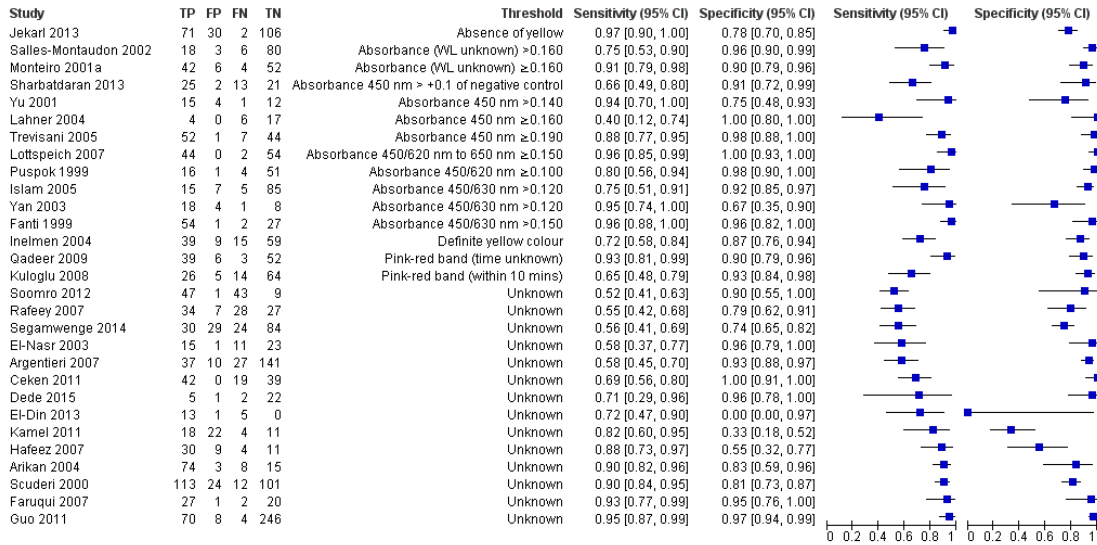 Study TP FP FN TN Threshold Sensitivity (95% CI) Specificity (95% CI) Sensitivity (95% CI) Specificity (95% CI)
Jekarl 2013 71 30 2 106 Absence of yellow 0.97 [0.90, 1.00] 0.78 [0.70, 0.85]
Salles-Montaudon 2002 18 3 6 80 Absorbance (WL unknown) >0.160 0.75 [0.53, 0.90] 0.96 [0.90, 0.99]
Monteiro 2001a 42 6 4 52 Absorbance (WL unknown) ≥0.160 0.91 [0.79, 0.98] 0.90 [0.79, 0.96]
Sharbatdaran 2013 25 2 13 21 Absorbance 450 nm > +0.1 of negative control 0.66 [0.49, 0.80] 0.91 [0.72, 0.99]
Yu 2001 15 4 1 12 Absorbance 450 nm >0.140 0.94 [0.70, 1.00] 0.75 [0.48, 0.93]
Lahner 2004 4 0 6 17 Absorbance 450 nm ≥0.160 0.40 [0.12, 0.74] 1.00 [0.80, 1.00]
Trevisani 2005 52 1 7 44 Absorbance 450 nm ≥0.190 0.88 [0.77, 0.95] 0.98 [0.88, 1.00]
Lottspeich 2007 44 0 2 54 Absorbance 450/620 nm to 650 nm ≥0.150 0.96 [0.85, 0.99] 1.00 [0.93, 1.00]
Puspok 1999 16 1 4 51 Absorbance 450/620 ≥0.100 0.80 [0.56, 0.94] 0.98 [0.90, 1.00]
Islam 2005 15 7 5 85 Absorbance 450/630 nm >0.120 0.75 [0.51, 0.91] 0.92 [0.85, 0.97]
Yan 2003 18 4 1 8 Absorbance 450/630 nm >0.120 0.95 [0.74, 1.00] 0.67 [0.35, 0.90]
Fanti 1999 54 1 2 27 Absorbance 450/630 nm >0.150 0.96 [0.88, 1.00] 0.96 [0.82, 1.00]
Inelmen 2004 39 9 15 59 Definite yellow colour 0.72 [0.58, 0.84] 0.87 [0.76, 0.94]
Qadeer 2009 39 6 3 52 Pink-red band (time unknown) 0.93 [0.81, 0.99] 0.90 [0.79, 0.96]
Kuloglu 2008 26 5 14 64 Pink-red band (within 10 mins) 0.65 [0.48, 0.79] 0.93 [0.84, 0.98]
Soomro 2012 47 1 43 9 Unknown 0.52 [0.41, 0.63] 0.90 [0.55, 1.00]
Rafeey 2007 34 7 28 27 Unknown 0.55 [0.42, 0.68] 0.79 [0.62, 0.91]
Segamwenge 2014 30 29 24 84 Unknown 0.56 [0.41, 0.69] 0.74 [0.65, 0.82]
El-Nasr 2003 15 1 11 23 Unknown 0.58 [0.37, 0.77] 0.96 [0.79, 1.00]
Argentieri 2007 37 10 27 141 Unknown 0.58 [0.45, 0.70] 0.93 [0.88, 0.97]
Ceken 2011 42 0 19 39 Unknown 0.69 [0.56, 0.80] 1.00 [0.91, 1.00]
Dede 2015 5 1 2 22 Unknown 0.71 [0.29, 0.96] 0.96 [0.78, 1.00]
El-Din 2013 13 1 5 0 Unknown 0.72 [0.47, 0.90] 0.00 [0.00, 0.97]
Kamel 2011 18 22 4 11 Unknown 0.82 [0.60, 0.95] 0.33 [0.18, 0.52]
Hafeez 2007 30 9 4 11 Unknown 0.88 [0.73, 0.97] 0.55 [0.32, 0.77]
Arikan 2004 74 3 8 15 Unknown 0.90 [0.82, 0.96] 0.83 [0.59, 0.96]
Scuderi 2000 113 24 12 101 Unknown 0.90 [0.84, 0.95] 0.81 [0.73, 0.87]
Faruqui 2007 27 1 2 20 Unknown 0.93 [0.77, 0.99] 0.95 [0.76, 1.00]
Guo 2011 70 8 4 246 Unknown 0.95 [0.87, 0.99] 0.97 [0.94, 0.99]
0 0.2 0.4 0.6 0.8 1 0 0.2 0.4 0.6 0.8 1